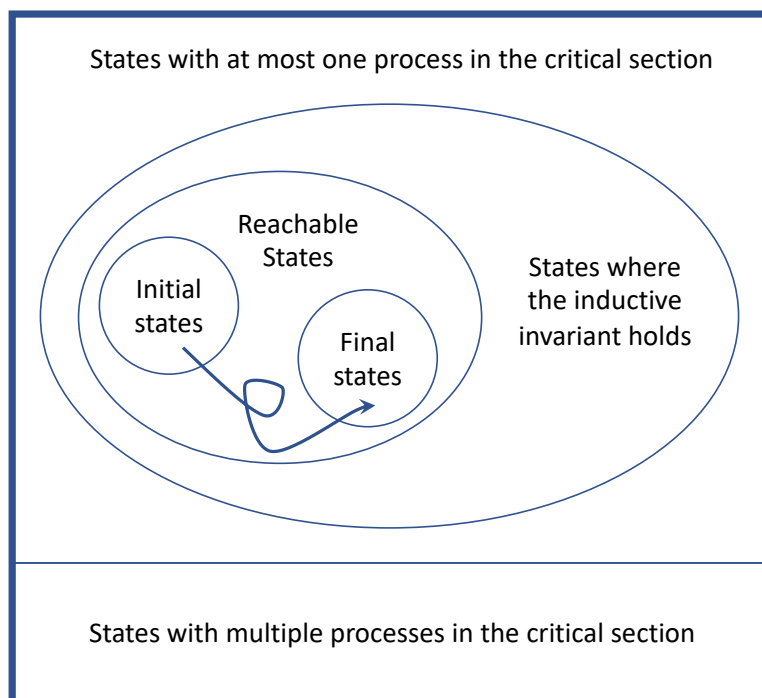 States with at most one process in the critical section
Reachable
States
Initial
states
States where
the inductive
invariant holds
Final
states
States with multiple processes in the critical section